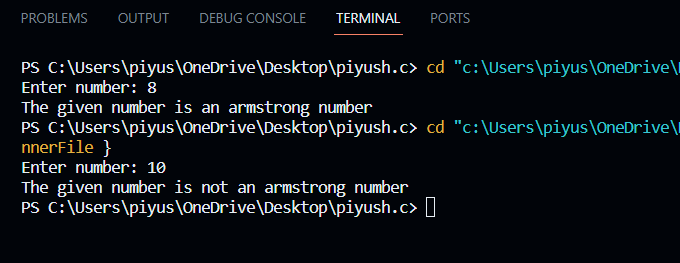 PROBLEMS OUTPUT DEBUG CONSOLE TERMINAL PORTS
PS C:\Users\piyus\OneDrive\Desktop\piyush.c> cd "c:\Users\piyus\OneDrive\
Enter number: 8
The given number is an armstrong number
PS C:\Users\piyus\OneDrive\Desktop\piyush.c> cd "c:\Users\piyus\OneDrive\
nnerFile }
Enter number: 10
The given number is not an armstrong number
PS C:\Users\piyus\OneDrive\Desktop\piyush.c>